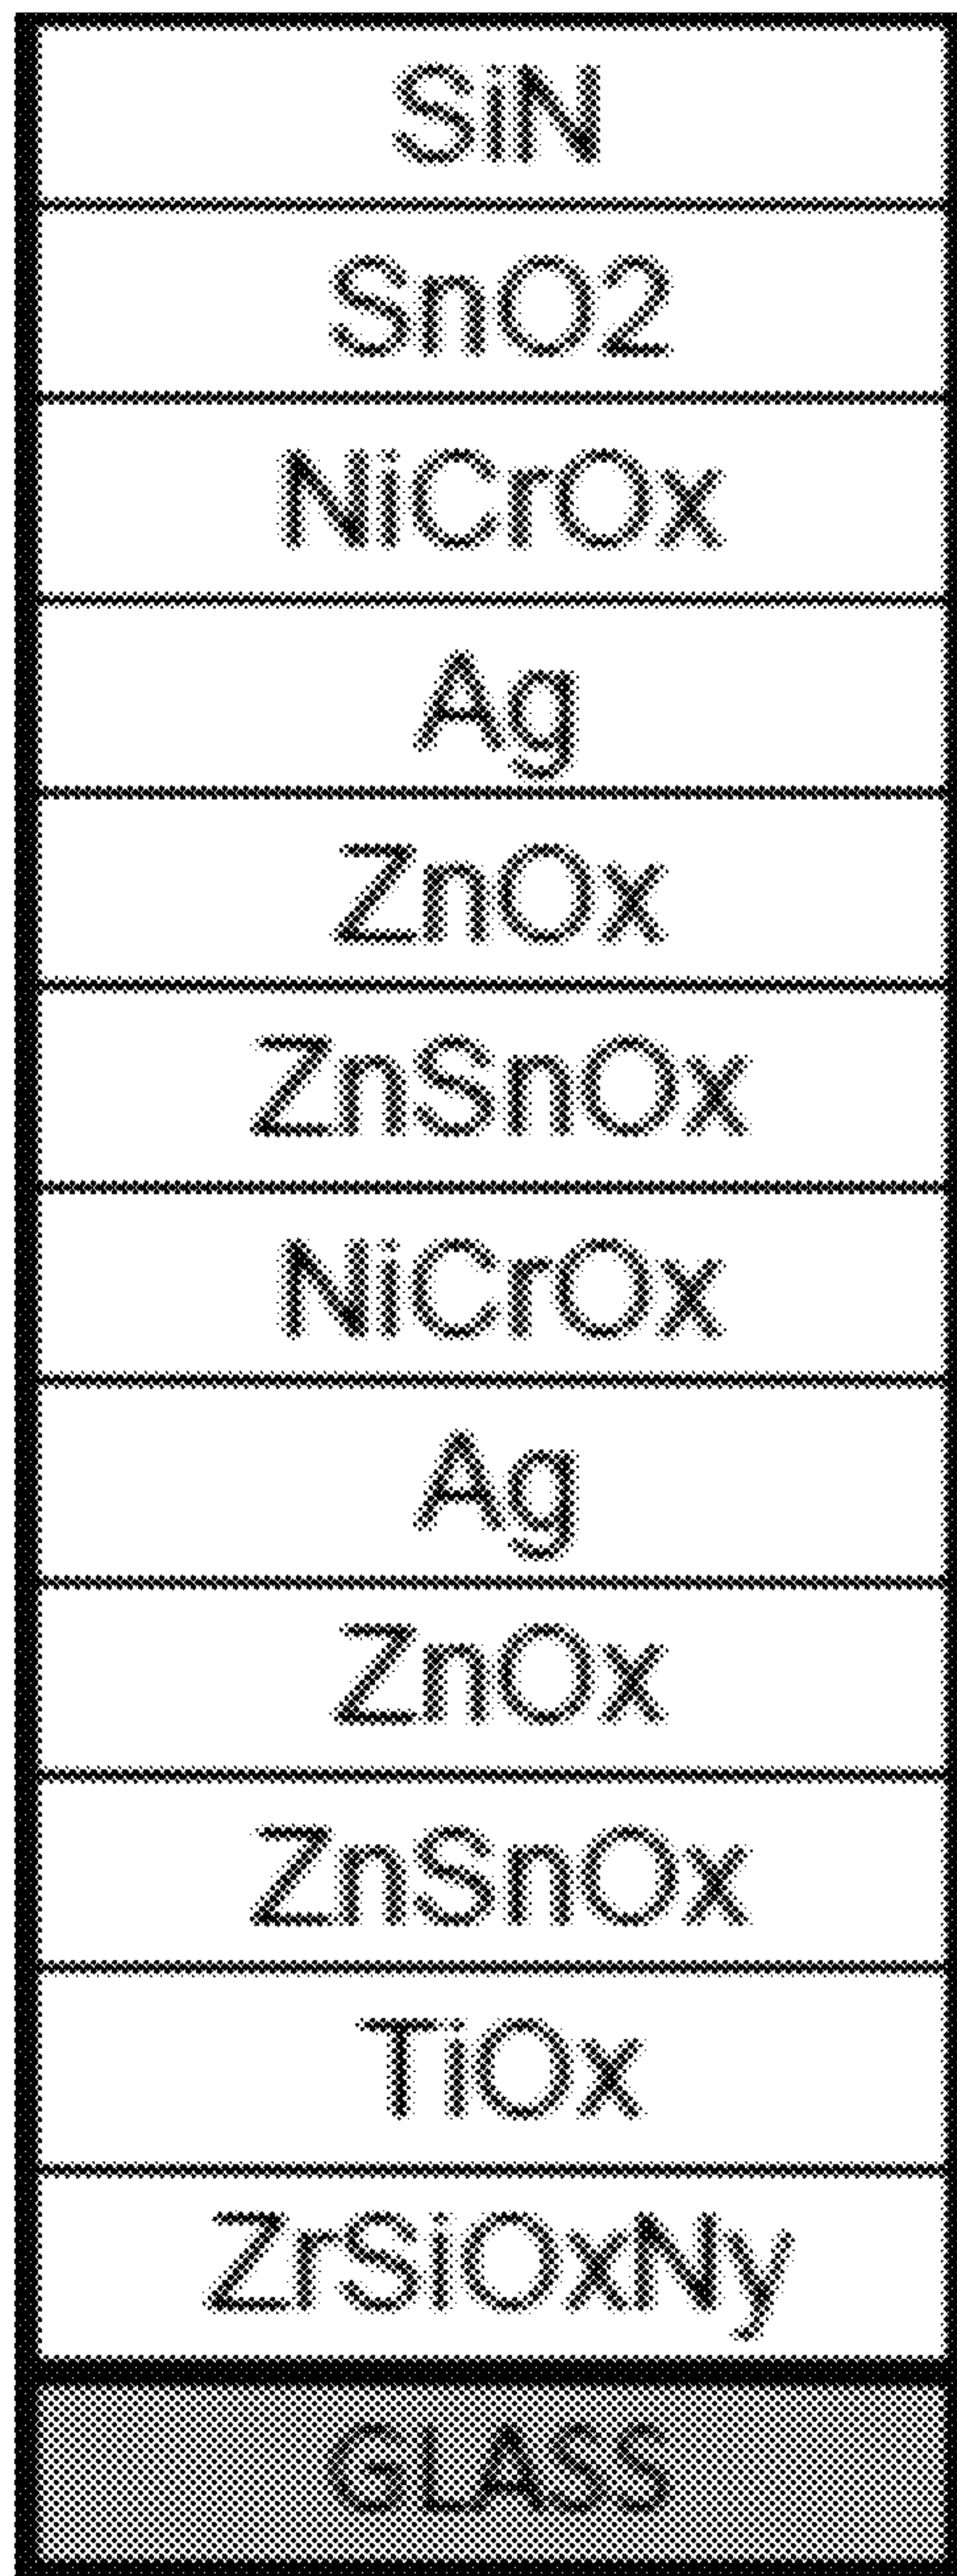 SiN
SnO2
NiCrOx
Ag
ZnOx
ZnSnOx
NiCrOx
Ag
ZnOx
ZnSnOx
TiOx
ZrSiOxNy
GLASS